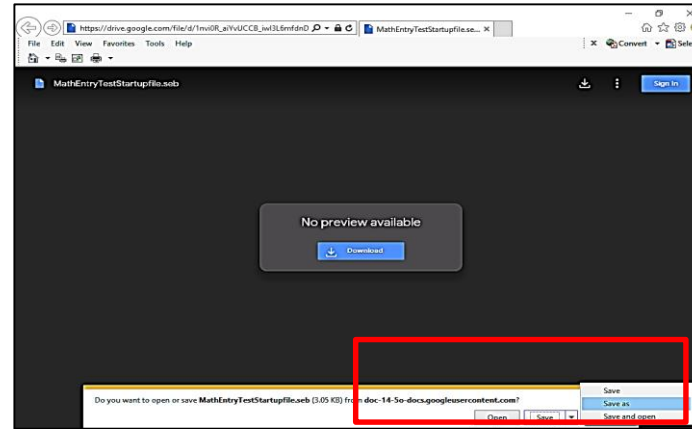 https://drive.google.com/file/d/1mvi0R_aiYvUCCB_iwI3L6mfdnD MathEntryTestStartupfile.se... x
File Edit View Favorites Tools Help x Convert Sele
MathEntryTestStartupfile.seb Sign in
No preview available
Download
Save
Do you want to open or save MathEntryTestStartupfile.seb (3.05 KB) from doc-14-5o-docs.googleusercontent.com? Save as
Open Save Save and open